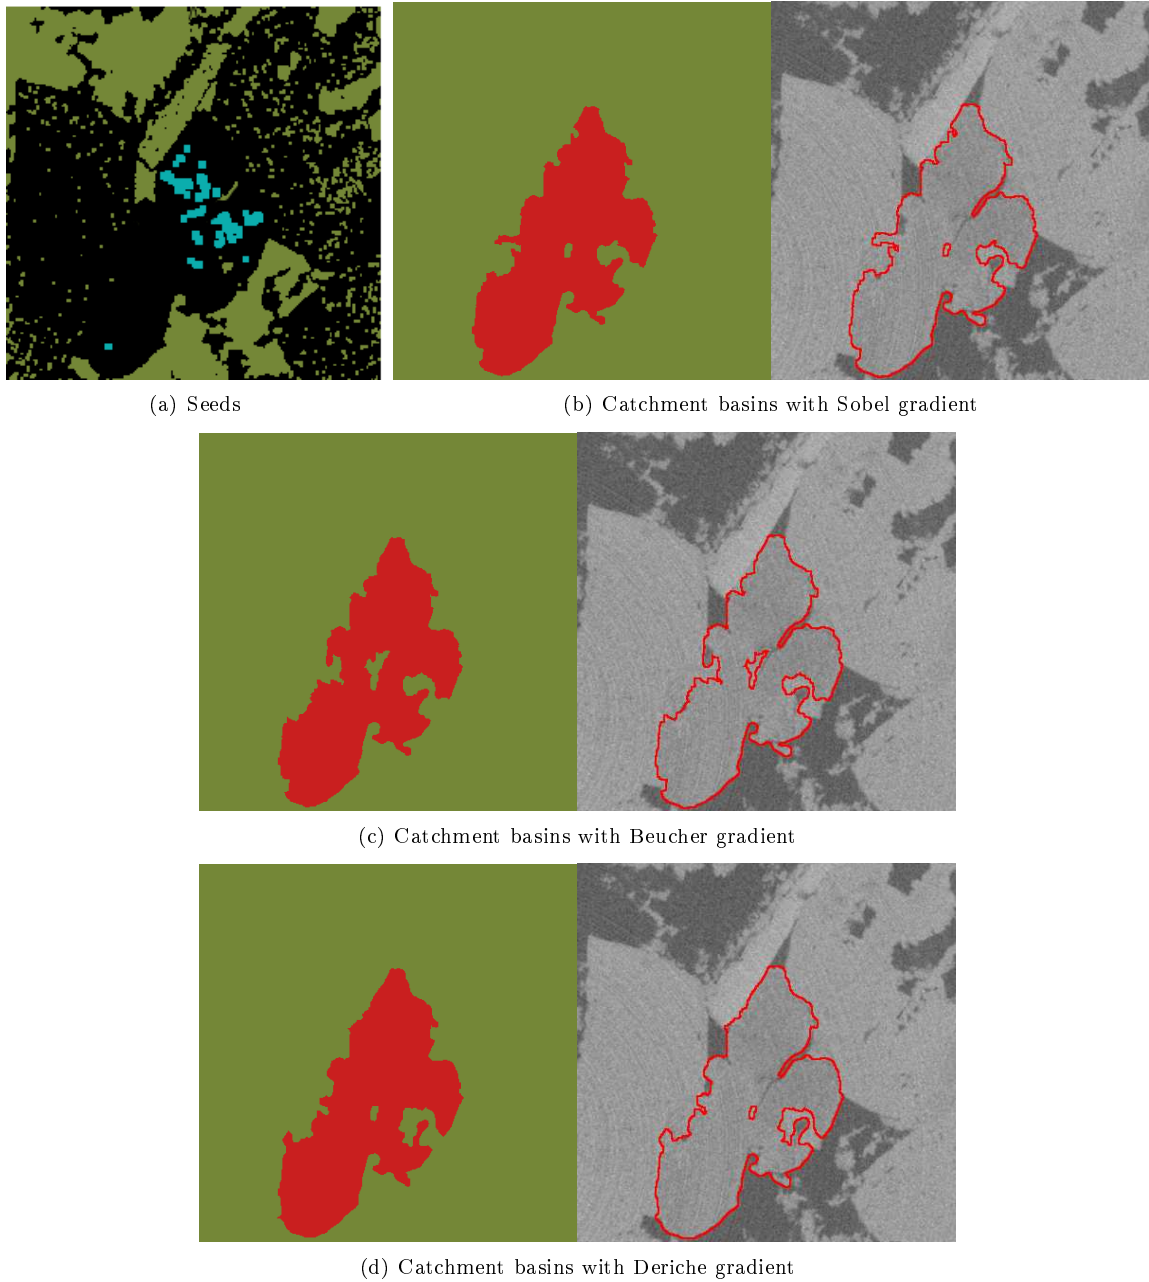 (a) Seeds
(b) Catchment basins with Sobel gradient
(c) Catchment basins with Beucher gradient
(d) Catchment basins with Deriche gradient